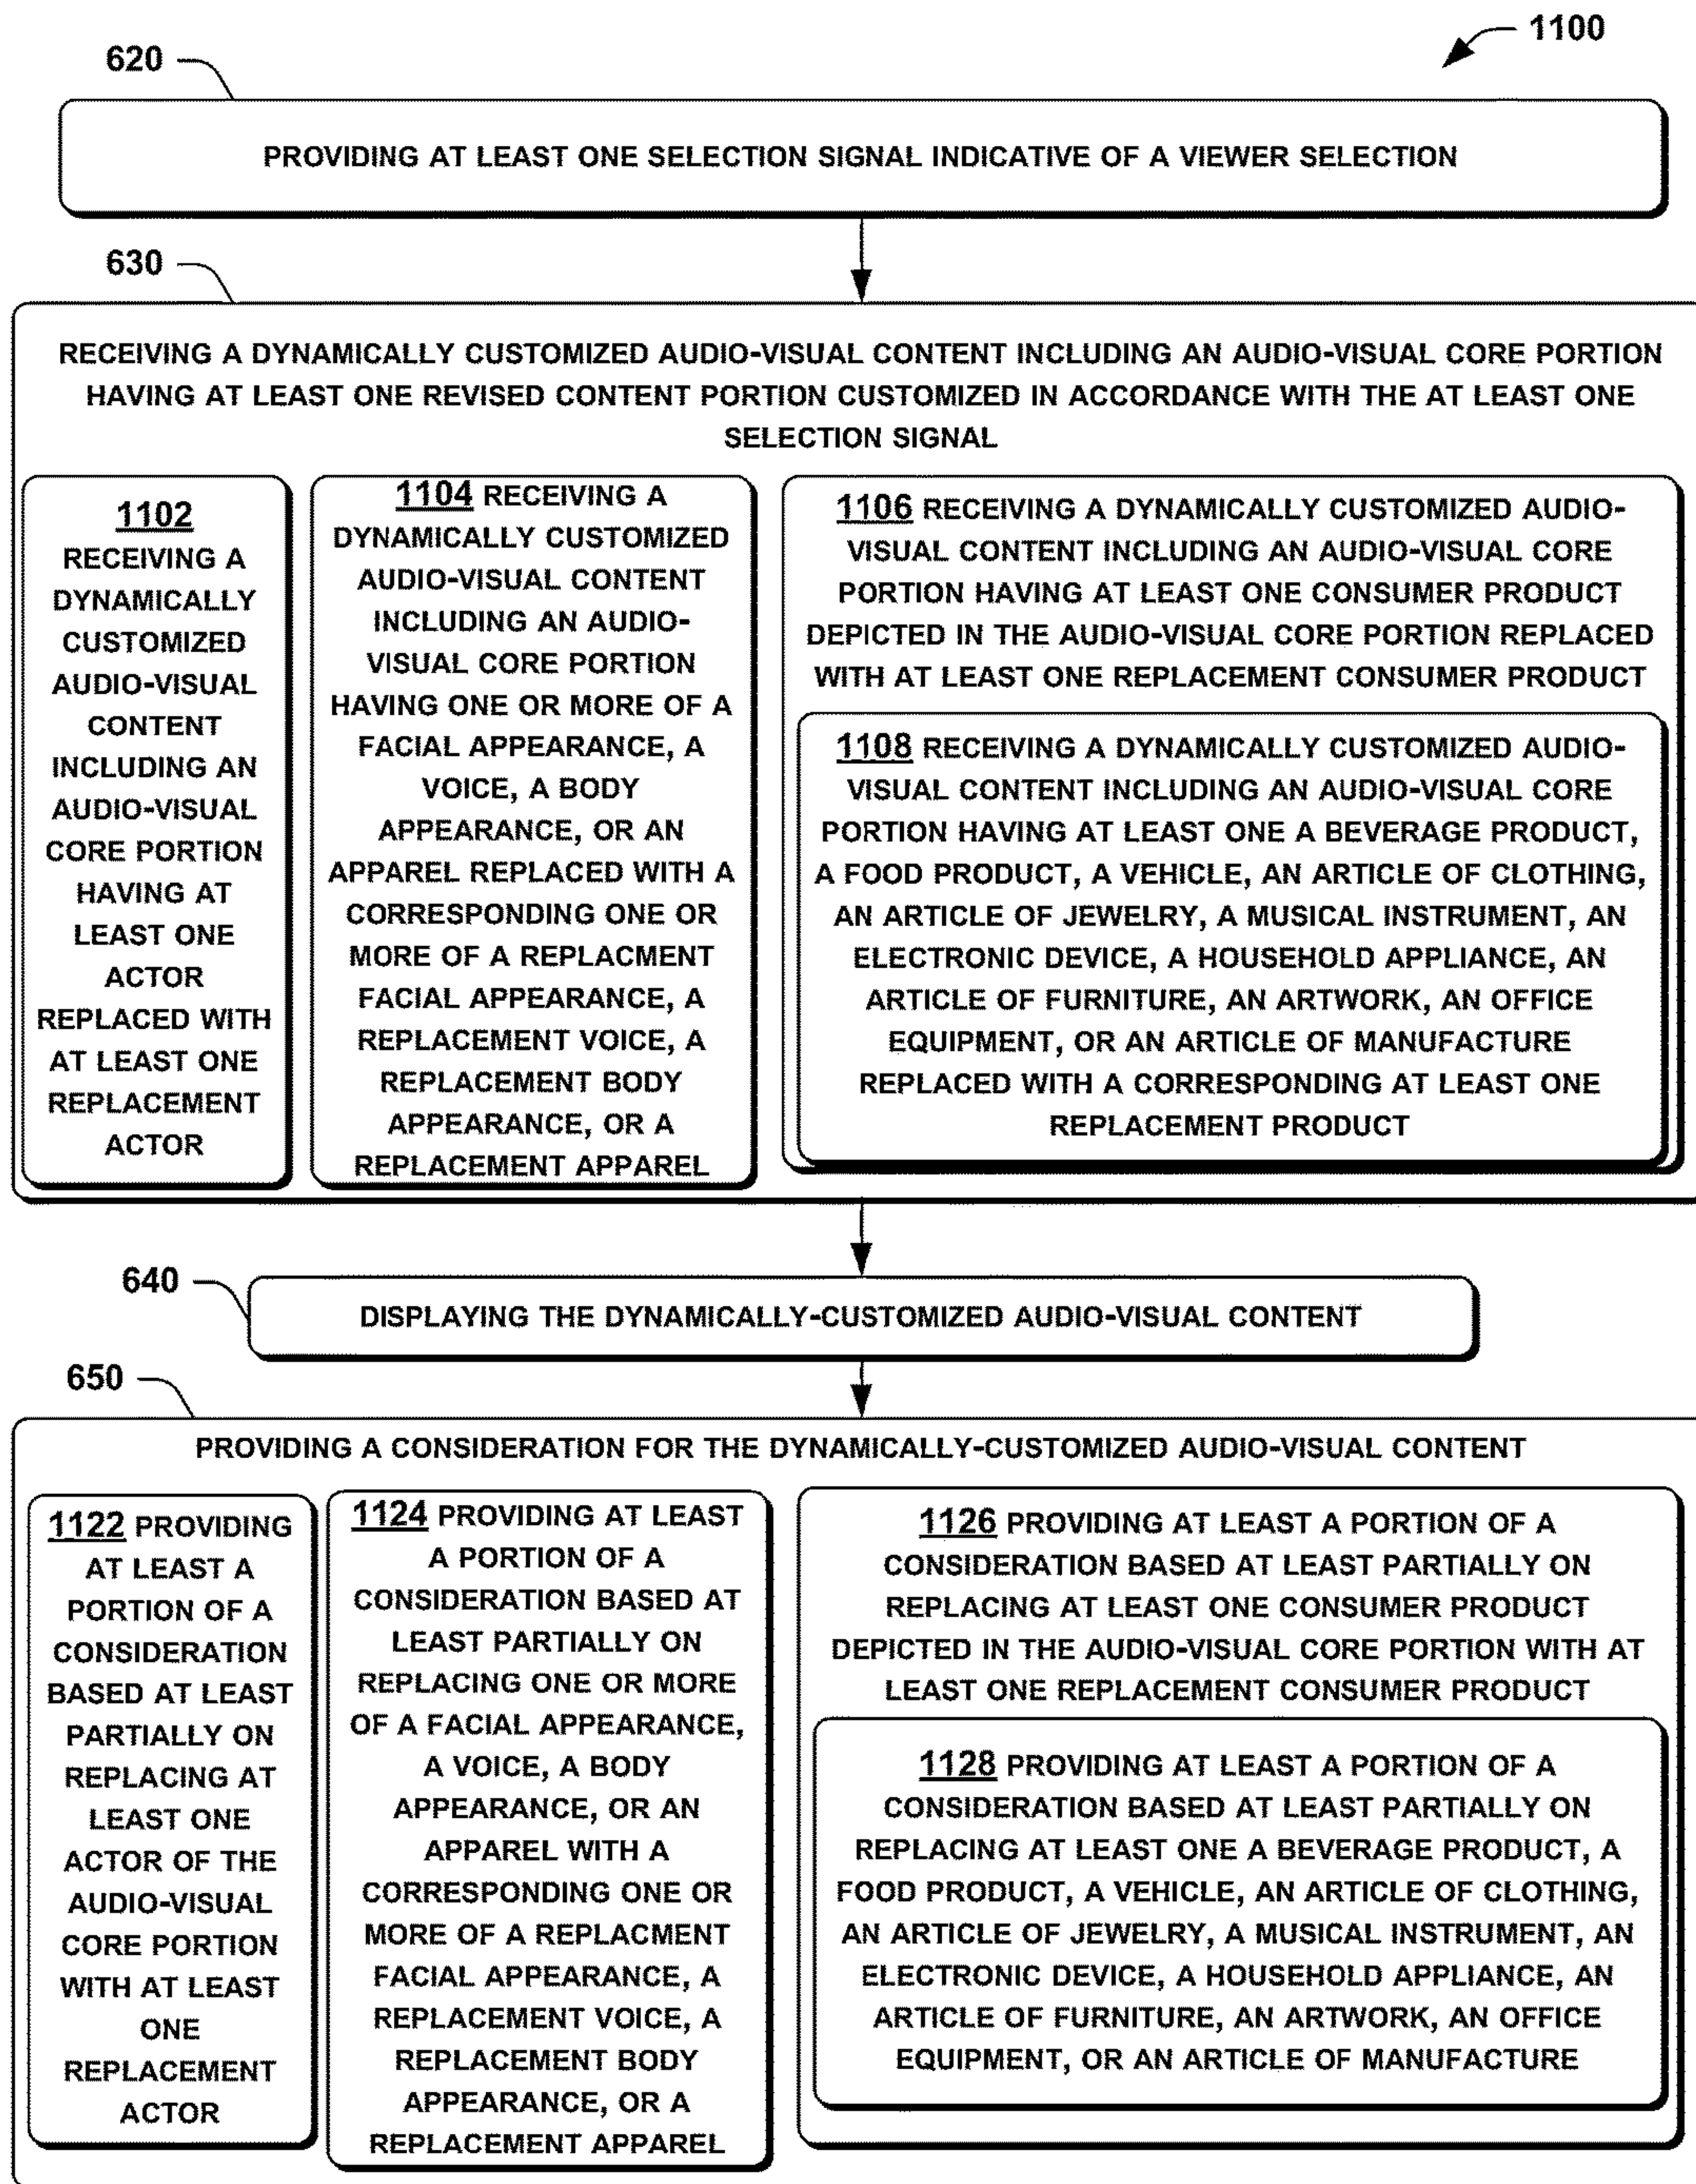 1100
620
PROVIDING AT LEAST ONE SELECTION SIGNAL INDICATIVE OF A VIEWER SELECTION
630
RECEIVING A DYNAMICALLY CUSTOMIZED AUDIO-VISUAL CONTENT INCLUDING AN AUDIO-VISUAL CORE PORTION
HAVING AT LEAST ONE REVISED CONTENT PORTION CUSTOMIZED IN ACCORDANCE WITH THE AT LEAST ONE
SELECTION SIGNAL
1102
RECEIVING A
DYNAMICALLY
CUSTOMIZED
AUDIO-VISUAL
CONTENT
INCLUDING AN
AUDIO-VISUAL
CORE PORTION
HAVING AT
LEAST ONE
ACTOR
REPLACED WITH
AT LEAST ONE
REPLACEMENT
ACTOR
1104 RECEIVING A
DYNAMICALLY CUSTOMIZED
AUDIO-VISUAL CONTENT
INCLUDING AN AUDIO-
VISUAL CORE PORTION
HAVING ONE OR MORE OF A
FACIAL APPEARANCE, A
VOICE, A BODY
APPEARANCE, OR AN
APPAREL REPLACED WITH A
CORRESPONDING ONE OR
MORE OF A REPLACMENT
FACIAL APPEARANCE, A
REPLACEMENT VOICE, A
REPLACEMENT BODY
APPEARANCE, OR A
REPLACEMENT APPAREL
1106 RECEIVING A DYNAMICALLY CUSTOMIZED AUDIO-
VISUAL CONTENT INCLUDING AN AUDIO-VISUAL CORE
PORTION HAVING AT LEAST ONE CONSUMER PRODUCT
DEPICTED IN THE AUDIO-VISUAL CORE PORTION REPLACED
WITH AT LEAST ONE REPLACEMENT CONSUMER PRODUCT
1108 RECEIVING A DYNAMICALLY CUSTOMIZED AUDIO-
VISUAL CONTENT INCLUDING AN AUDIO-VISUAL CORE
PORTION HAVING AT LEAST ONE A BEVERAGE PRODUCT,
A FOOD PRODUCT, A VEHICLE, AN ARTICLE OF CLOTHING,
AN ARTICLE OF JEWELRY, A MUSICAL INSTRUMENT, AN
ELECTRONIC DEVICE, A HOUSEHOLD APPLIANCE, AN
ARTICLE OF FURNITURE, AN ARTWORK, AN OFFICE
EQUIPMENT, OR AN ARTICLE OF MANUFACTURE
REPLACED WITH A CORRESPONDING AT LEAST ONE
REPLACEMENT PRODUCT
640
DISPLAYING THE DYNAMICALLY-CUSTOMIZED AUDIO-VISUAL CONTENT
650
PROVIDING A CONSIDERATION FOR THE DYNAMICALLY-CUSTOMIZED AUDIO-VISUAL CONTENT
1122 PROVIDING
AT LEAST A
PORTION OF A
CONSIDERATION
BASED AT LEAST
PARTIALLY ON
REPLACING AT
LEAST ONE
ACTOR OF THE
AUDIO-VISUAL
CORE PORTION
WITH AT LEAST
ONE
REPLACEMENT
ACTOR
1124 PROVIDING AT LEAST
A PORTION OF A
CONSIDERATION BASED AT
LEAST PARTIALLY ON
REPLACING ONE OR MORE
OF A FACIAL APPEARANCE,
A VOICE, A BODY
APPEARANCE, OR AN
APPAREL WITH A
CORRESPONDING ONE OR
MORE OF A REPLACMENT
FACIAL APPEARANCE, A
REPLACEMENT VOICE, A
REPLACEMENT BODY
APPEARANCE, OR A
REPLACEMENT APPAREL
1126 PROVIDING AT LEAST A PORTION OF A
CONSIDERATION BASED AT LEAST PARTIALLY ON
REPLACING AT LEAST ONE CONSUMER PRODUCT
DEPICTED IN THE AUDIO-VISUAL CORE PORTION WITH AT
LEAST ONE REPLACEMENT CONSUMER PRODUCT
1128 PROVIDING AT LEAST A PORTION OF A
CONSIDERATION BASED AT LEAST PARTIALLY ON
REPLACING AT LEAST ONE A BEVERAGE PRODUCT, A
FOOD PRODUCT, A VEHICLE, AN ARTICLE OF CLOTHING,
AN ARTICLE OF JEWELRY, A MUSICAL INSTRUMENT, AN
ELECTRONIC DEVICE, A HOUSEHOLD APPLIANCE, AN
ARTICLE OF FURNITURE, AN ARTWORK, AN OFFICE
EQUIPMENT, OR AN ARTICLE OF MANUFACTURE